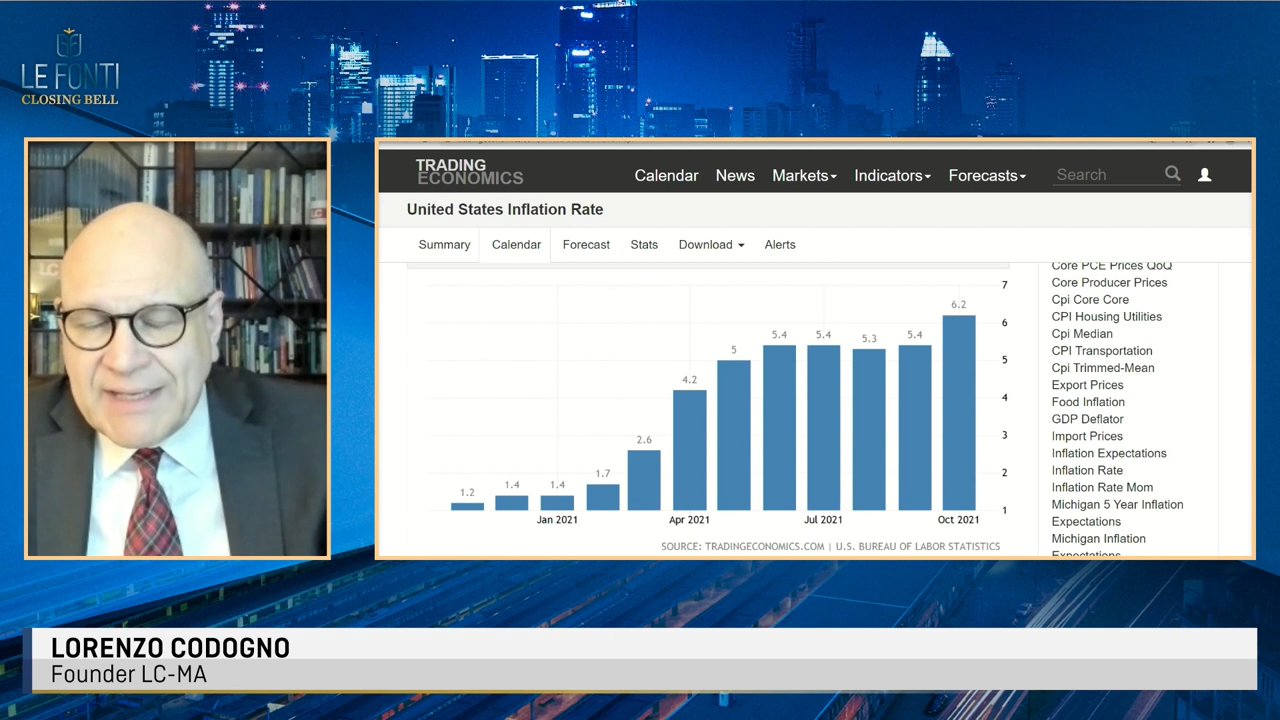 LE FONTI
CLOSING BELL
TRADING
ECONOMICS
Calendar News Markets Indicators Forecasts Search
United States Inflation Rate
Summary Calendar Forecast Stats Download Alerts
Core PCE Prices QoQ
Core Producer Prices
Cpi Core Core
CPI Housing Utilities
Cpi Median
CPI Transportation
Cpi Trimmed-Mean
Export Prices
Food Inflation
GDP Deflator
Import Prices
Inflation Expectations
Inflation Rate
Inflation Rate Mom
Michigan 5 Year Inflation
Expectations
Michigan Inflation
Expectations
1.2 1.4 1.4 1.7 2.6 4.2 5 5.4 5.4 5.3 5.4 6.2
7
6
5
4
3
2
1
Jan 2021 Apr 2021 Jul 2021 Oct 2021
SOURCE: TRADINGECONOMICS.COM | U.S. BUREAU OF LABOR STATISTICS
LC
LORENZO CODOGNO
Founder LC-MA